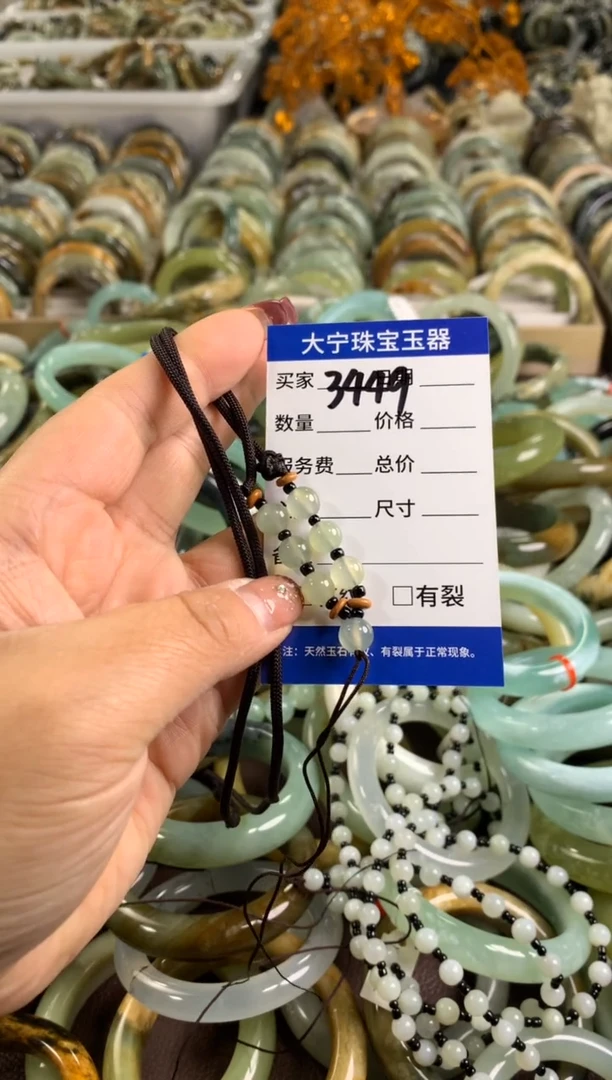 大宁珠宝玉器
买家 3449
数量 价格
服务费 总价
尺寸
□有裂
注：天然玉石 、有裂属于正常现象。